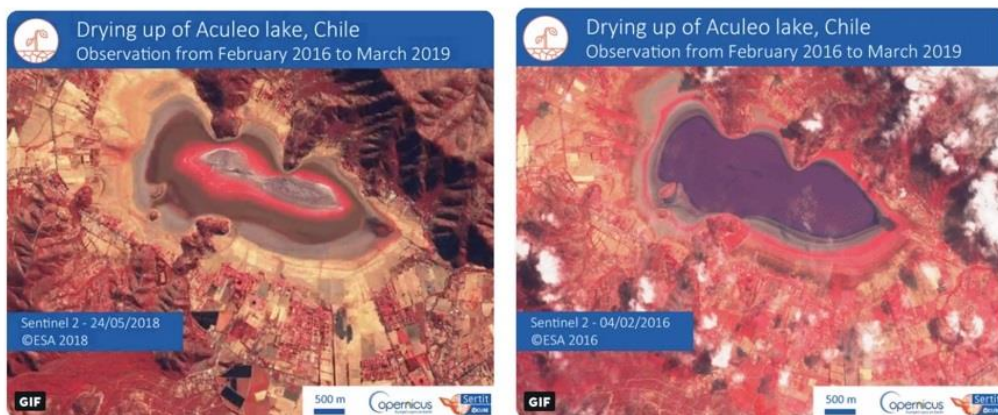 Drying up of Aculeo lake, Chile
Observation from February 2016 to March 2019
Sentinel 2 - 24/05/2018
©ESA 2018
GIF
500 m
Copernicus
Sertit
Drying up of Aculeo lake, Chile
Observation from February 2016 to March 2019
Sentinel 2 - 04/02/2016
©ESA 2016
GIF
500 m
Copernicus
Sertit